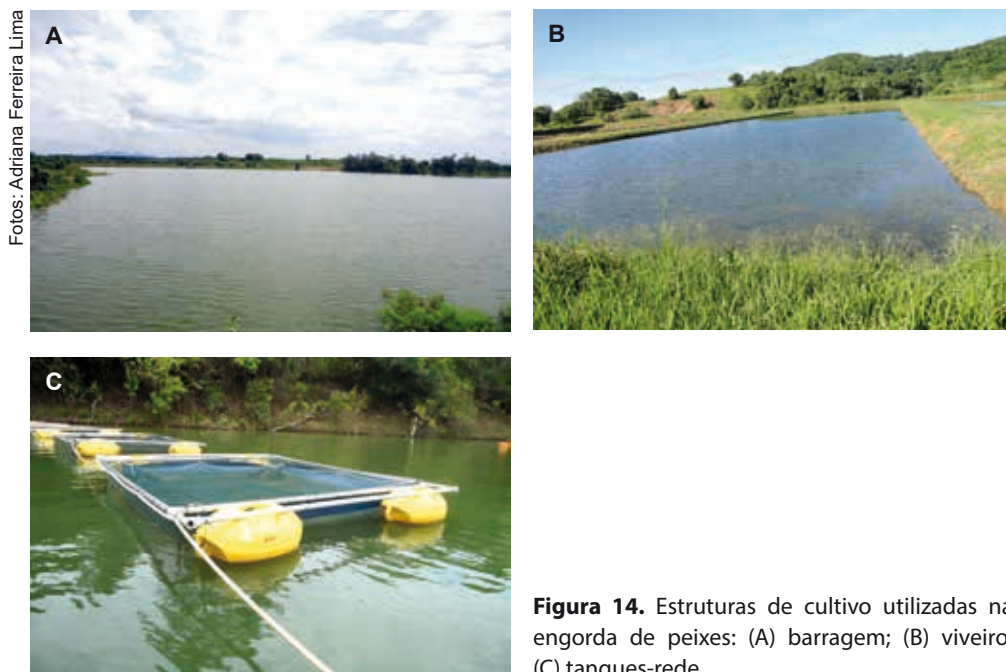 Fotos: Adriana Ferreira Lima
A
B
C
Figura 14. Estruturas de cultivo utilizadas na
engorda de peixes: (A) barragem; (B) viveiro
(C) tanques-rede